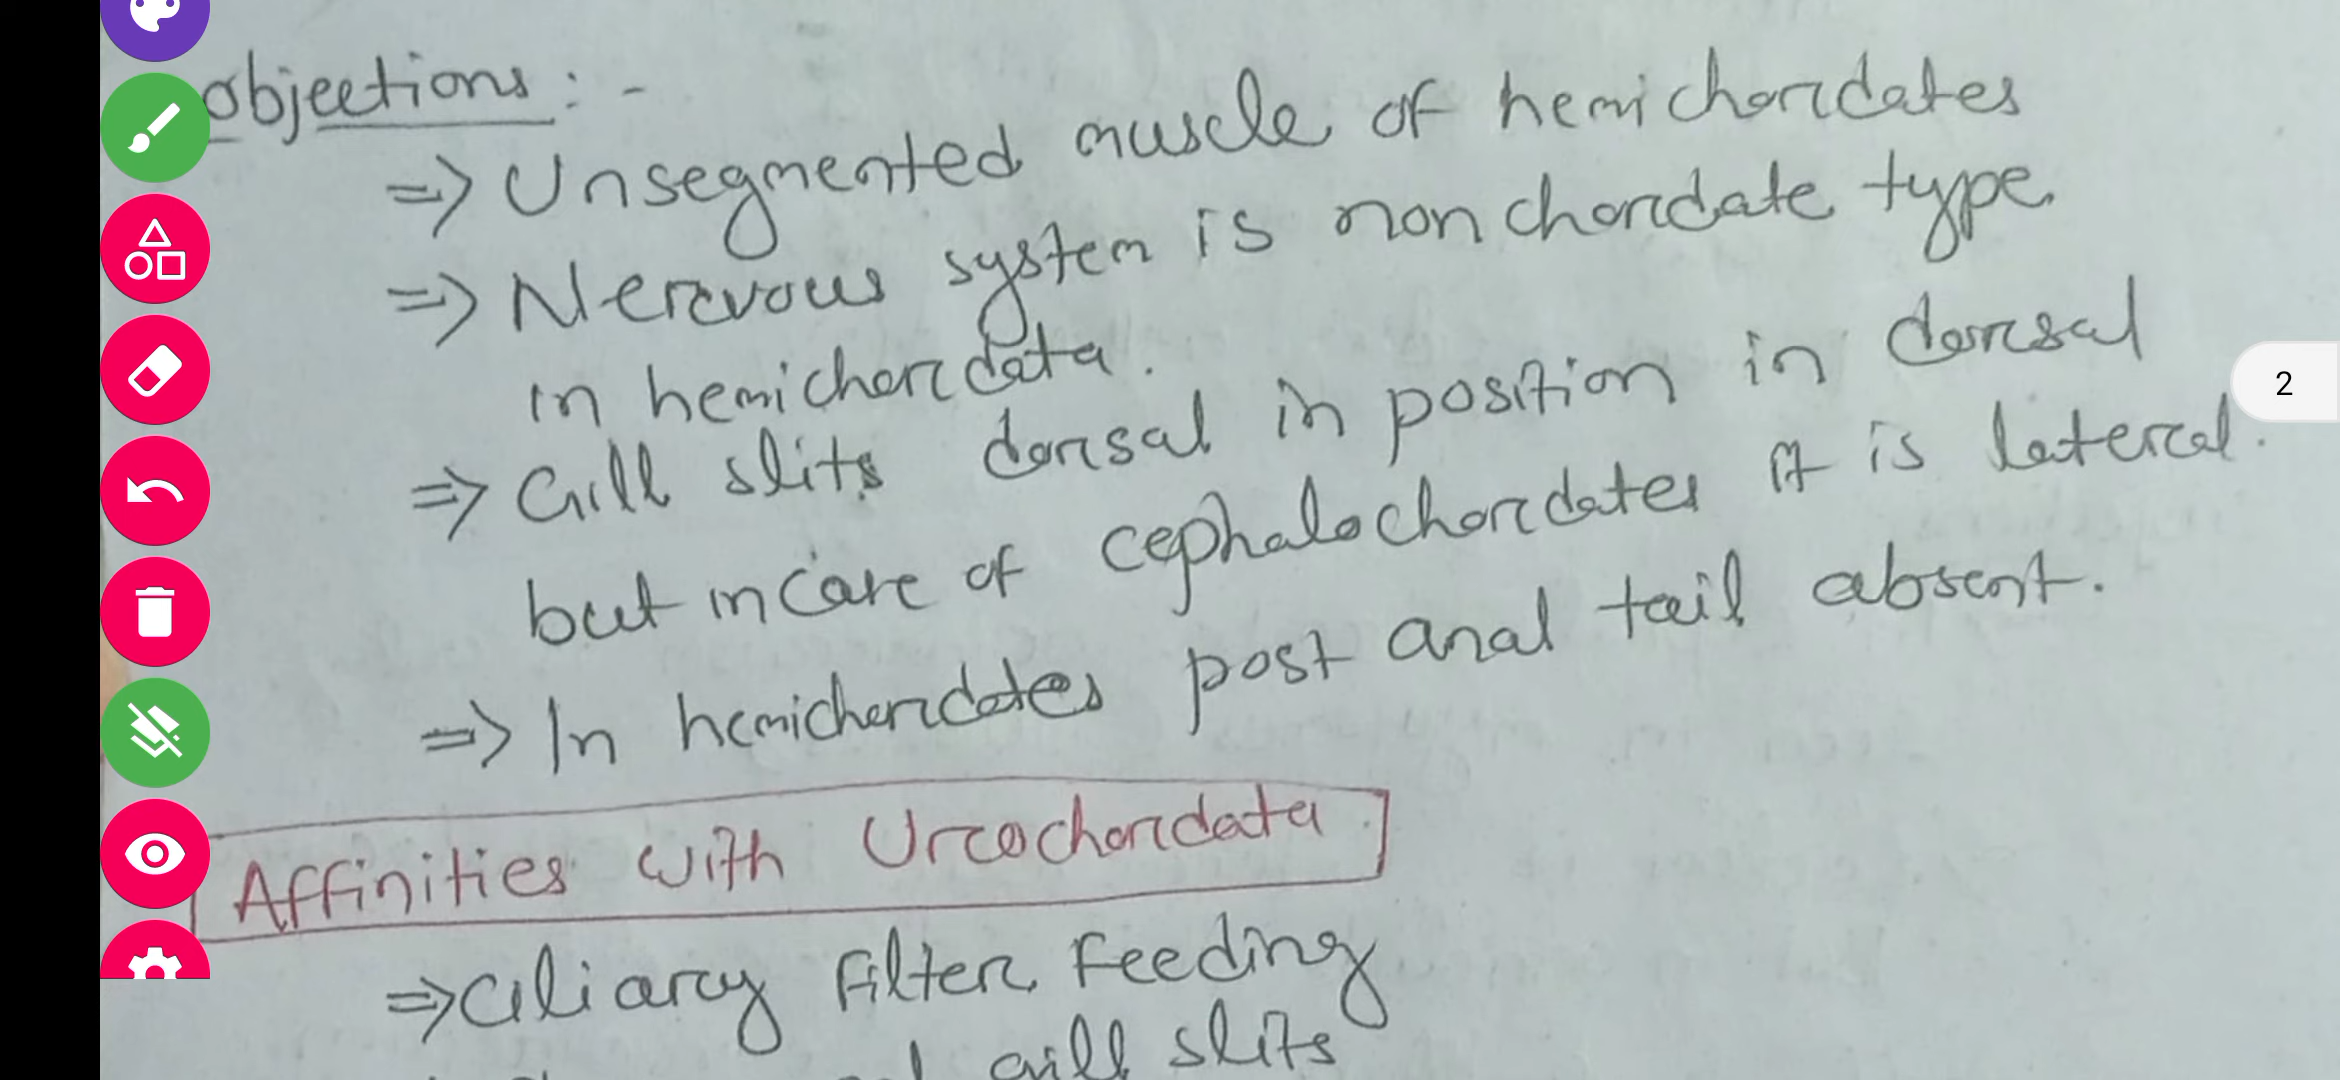 objections : -
=> Unsegmented muscle of hemichordates
=> Nervous system is non chordate type
in hemichordata.
=> Gill slits dorsal in position in dorsal
but in case of cephalochordates it is lateral.
=> In hemichordates post anal tail absent.
Affinities with Urochordata.
=> Ciliary filter feeding
gill slits
2